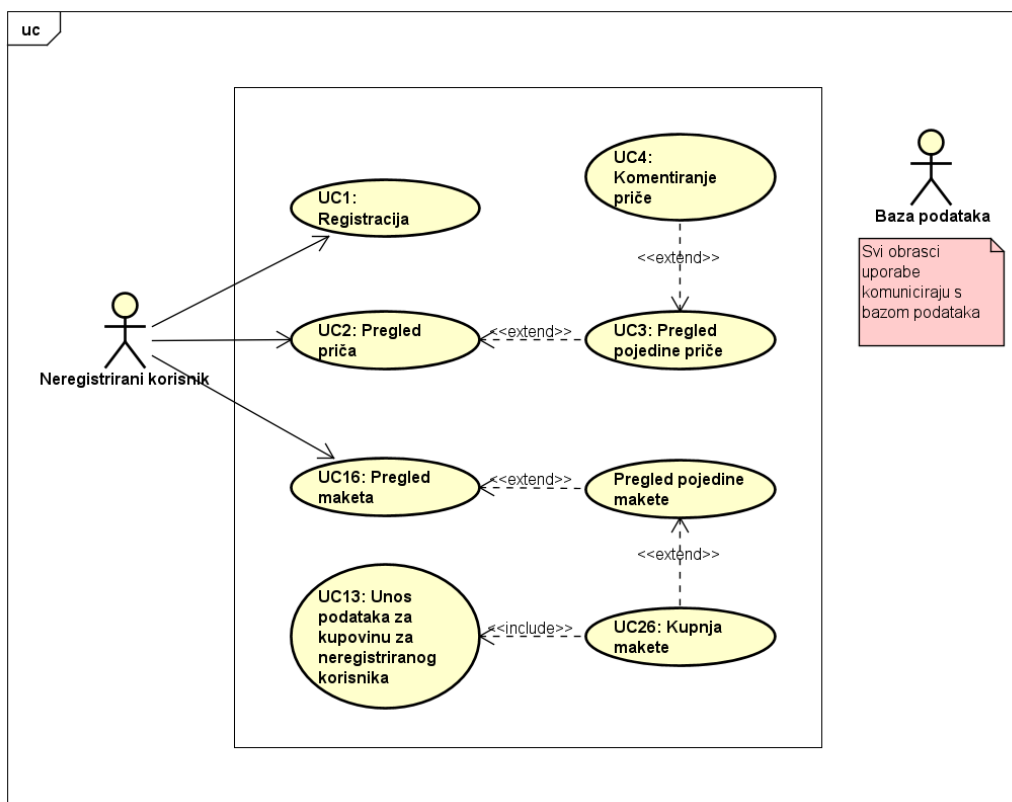 uc
UC4:
Komentiranje
priče
UC1:
Registracija
Baza podataka
<<extend>>
Svi obrasci
uporabe
komuniciraju s
bazom podataka
UC2: Pregled
priča
<<extend>>
UC3: Pregled
pojedine priče
Neregistrirani korisnik
UC16: Pregled
maketa
<<extend>>
Pregled pojedine
makete
<<extend>>
UC13: Unos
podataka za
kupovinu za
neregistriranog
korisnika
<<include>>
UC26: Kupnja
makete